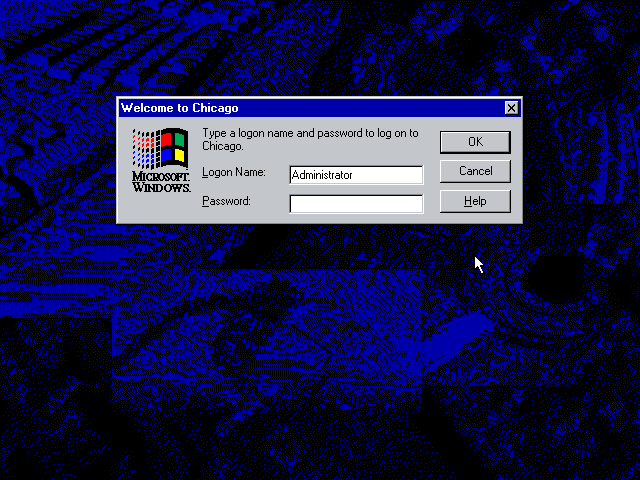 Welcome to Chicago
Type a logon name and password to log on to
Chicago.
OK
MICROSOFT.
WINDOWS.
Logon Name:
Administrator
Cancel
Password:
Help